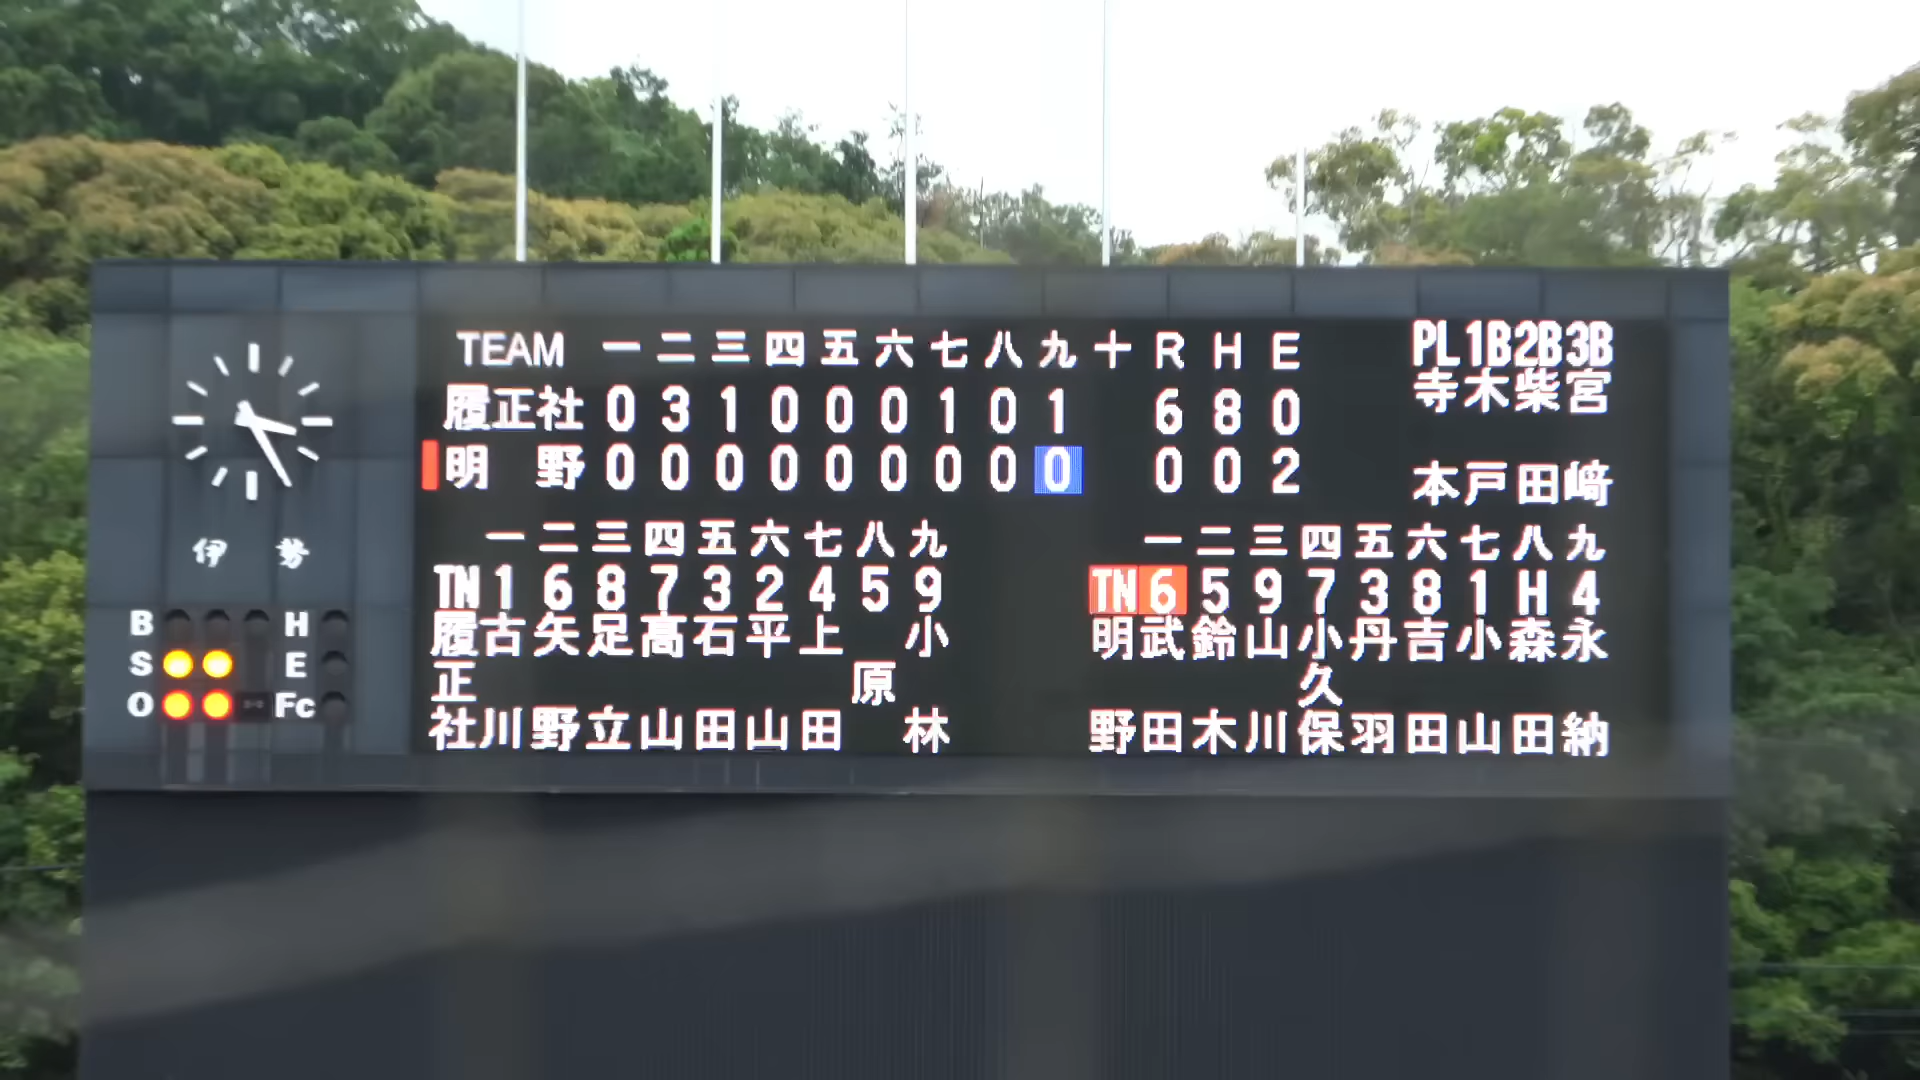 TEAM 一 二 三 四 五 六 七 八 九 十 R H E
履正社 0 3 1 0 0 0 1 0 1 6 8 0
明 野 0 0 0 0 0 0 0 0 0 0 0 2
PL 1B 2B 3B
寺 木 柴 宮
本 戸 田 﨑
伊 勢
B H
S E
O Fc
一 二 三 四 五 六 七 八 九
TN 1 6 8 7 3 2 4 5 9
履 古 矢 足 髙 石 平 上 小
正 原
社 川 野 立 山 田 山 田 林
一 二 三 四 五 六 七 八 九
TN 6 5 9 7 3 8 1 H 4
明 武 鈴 山 小 丹 吉 小 森 永
久
野 田 木 川 保 羽 田 山 田 納